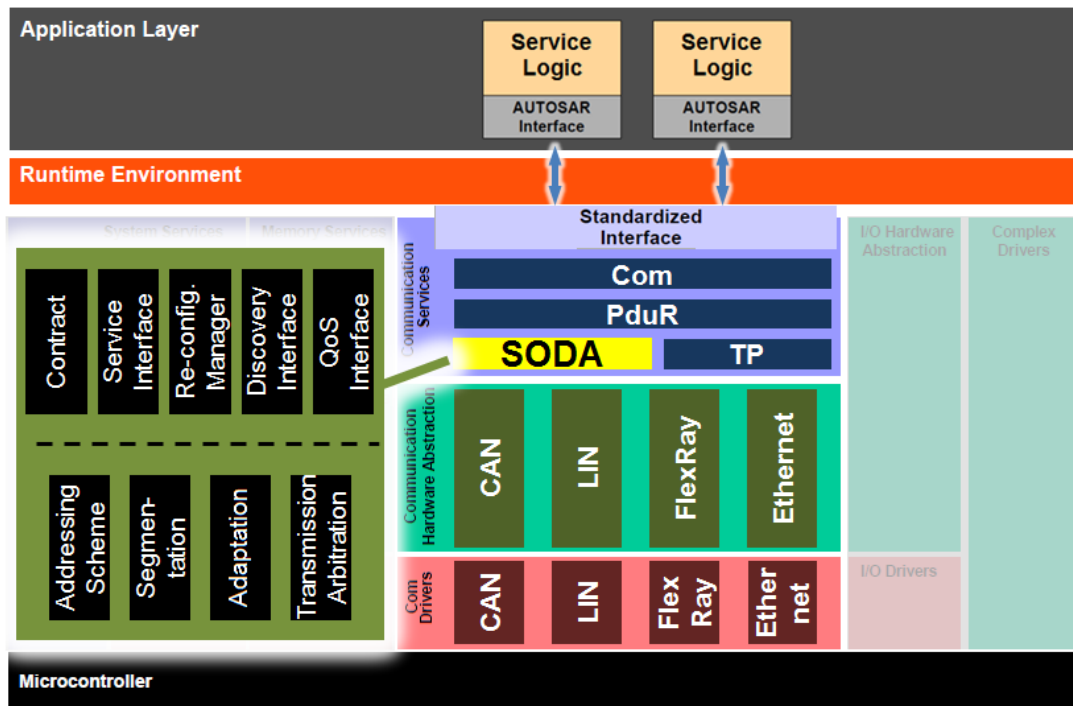 Application Layer
Service
Logic
AUTOSAR
Interface
Service
Logic
AUTOSAR
Interface
Runtime Environment
System Services
Memory Services
Contract
Service
Interface
Re-config.
Manager
Discovery
Interface
QoS
Interface
Addressing
Scheme
Segmen-
tation
Adaptation
Transmission
Arbitration
Communication
Services
Standardized
Interface
Com
PduR
SODA
TP
Communication
Hardware Abstraction
CAN
LIN
FlexRay
Ethernet
Com
Drivers
CAN
LIN
Flex
Ray
Ether
net
I/O Hardware
Abstraction
Complex
Drivers
I/O Drivers
Microcontroller